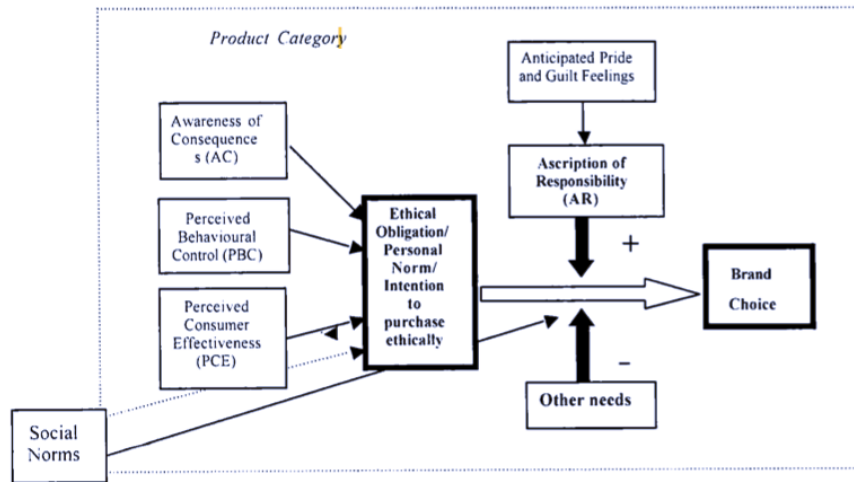 Product Category
Anticipated Pride
and Guilt Feelings
Awareness of
Consequence
s (AC)
Ascription of
Responsibility
(AR)
Perceived
Behavioural
Control (PBC)
Ethical
Obligation/
Personal
Norm/
Intention
to
purchase
ethically
+
Brand
Choice
Perceived
Consumer
Effectiveness
(PCE)
–
Other needs
Social
Norms